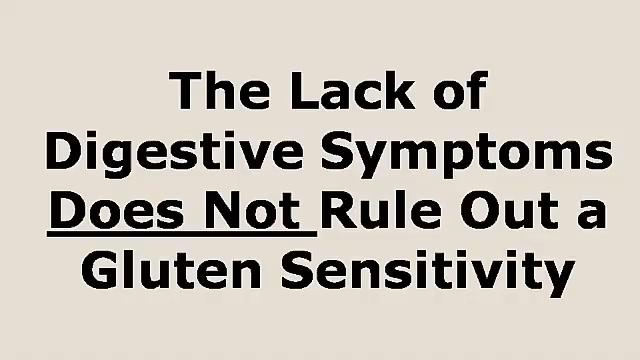 The Lack of
Digestive Symptoms
Does Not Rule Out a
Gluten Sensitivity